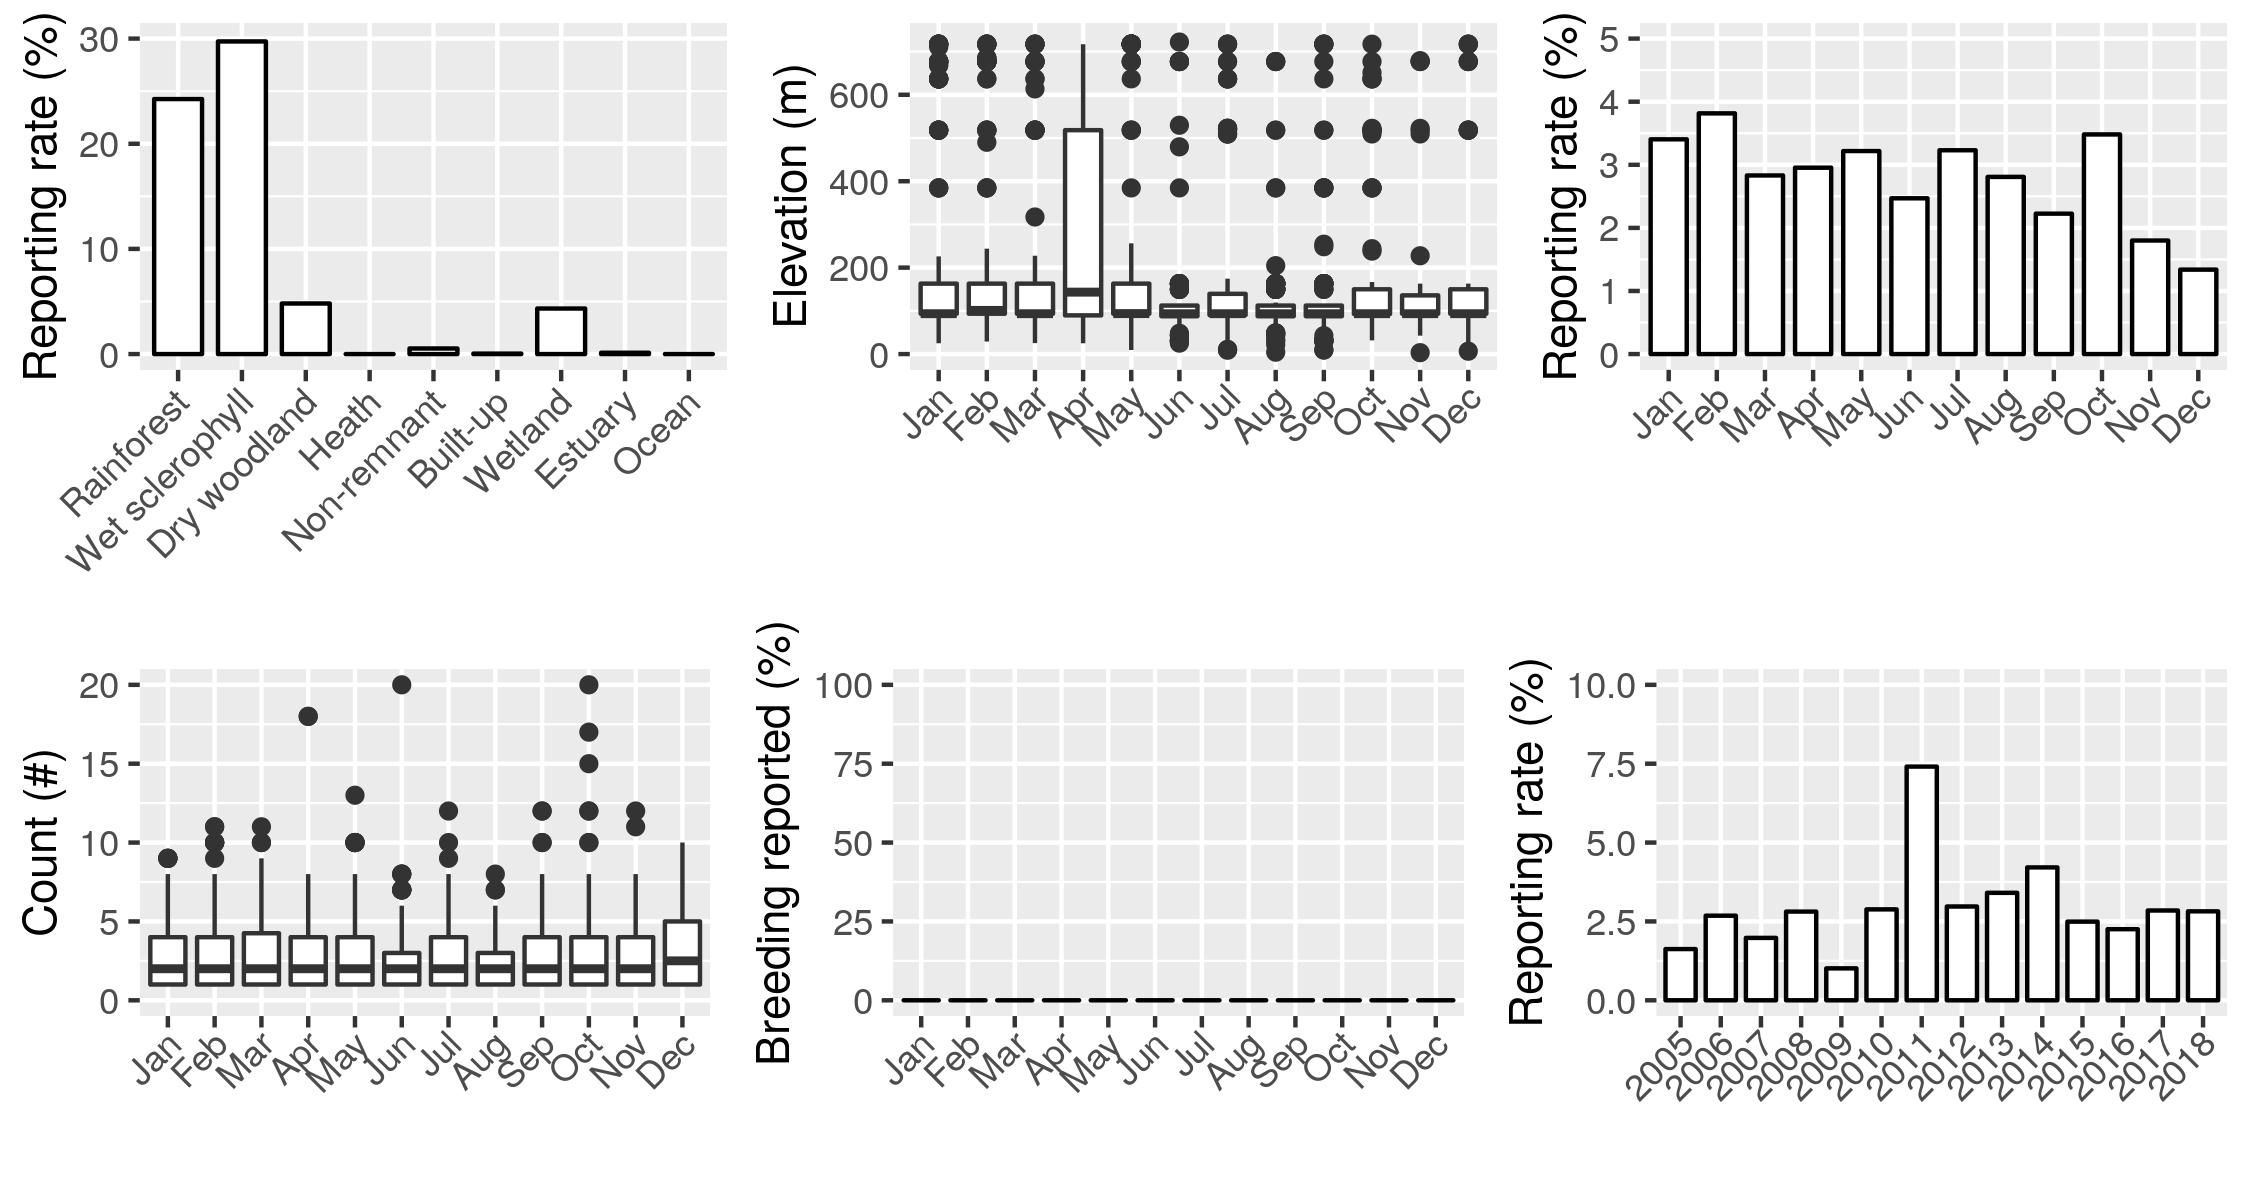 Reporting rate (%)
30
20
10
0
Rainforest
Wet sclerophyll
Dry woodland
Heath
Non-remnant
Built-up
Wetland
Estuary
Ocean
Elevation (m)
600
400
200
0
Jan
Feb
Mar
Apr
May
Jun
Jul
Aug
Sep
Oct
Nov
Dec
Reporting rate (%)
5
4
3
2
1
0
Jan
Feb
Mar
Apr
May
Jun
Jul
Aug
Sep
Oct
Nov
Dec
Count (#)
20
15
10
5
0
Jan
Feb
Mar
Apr
May
Jun
Jul
Aug
Sep
Oct
Nov
Dec
Breeding reported (%)
100
75
50
25
0
Jan
Feb
Mar
Apr
May
Jun
Jul
Aug
Sep
Oct
Nov
Dec
Reporting rate (%)
10.0
7.5
5.0
2.5
0.0
2005
2006
2007
2008
2009
2010
2011
2012
2013
2014
2015
2016
2017
2018